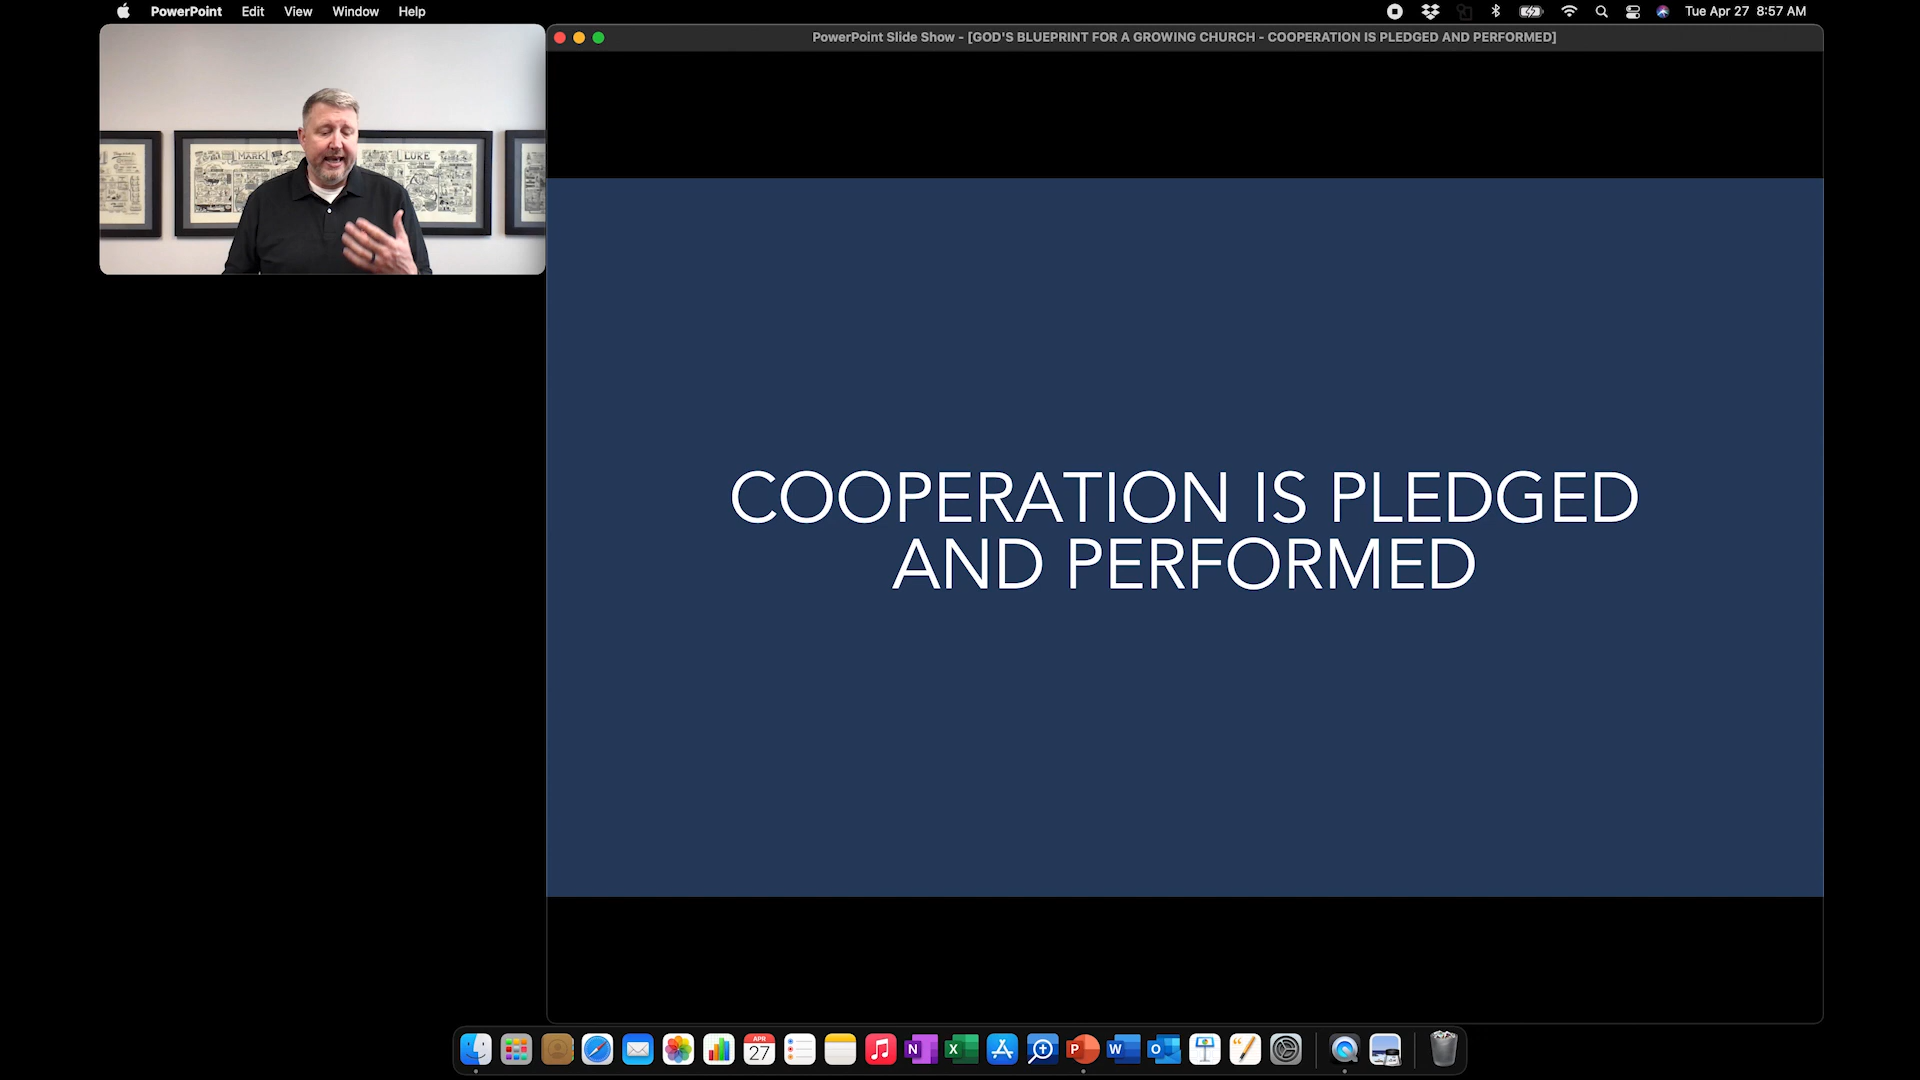 PowerPoint Edit View Window Help
Tue Apr 27 8:57 AM
PowerPoint Slide Show - [GOD'S BLUEPRINT FOR A GROWING CHURCH - COOPERATION IS PLEDGED AND PERFORMED]
MARK
LUKE
COOPERATION IS PLEDGED
AND PERFORMED
APR
27
N
X
P
W
O